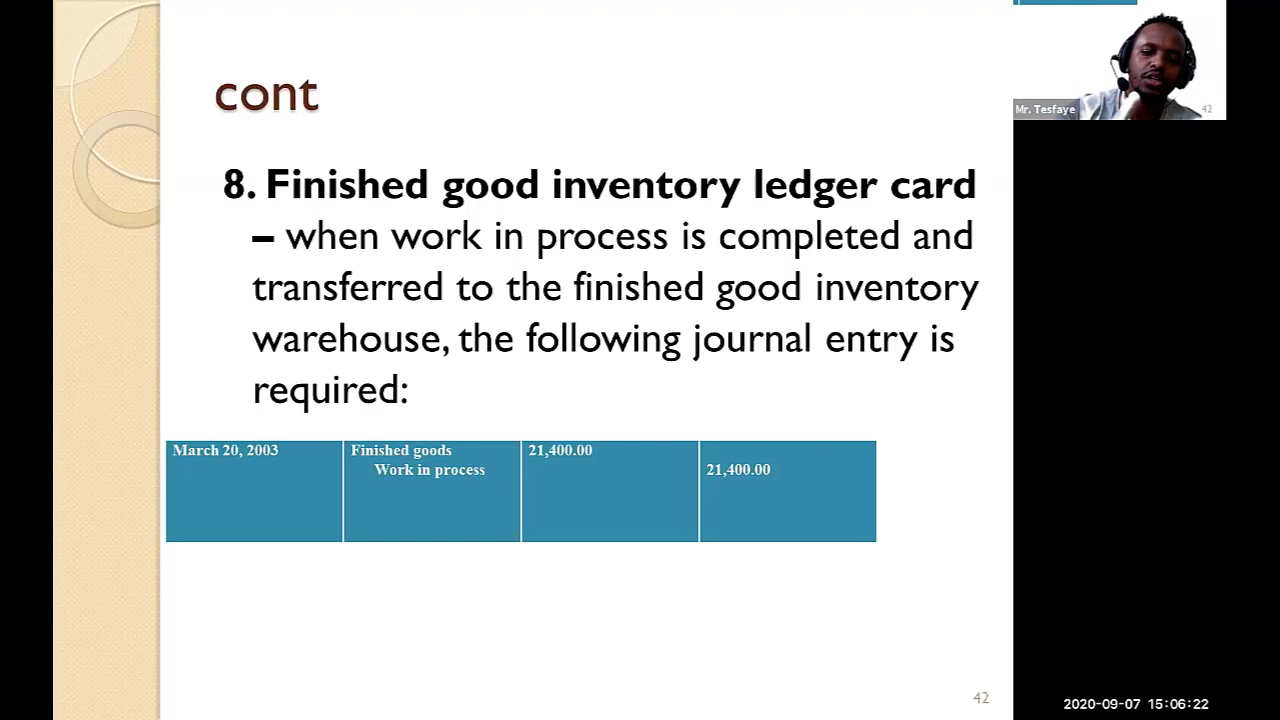 cont
8. Finished good inventory ledger card
– when work in process is completed and
transferred to the finished good inventory
warehouse, the following journal entry is
required:
March 20, 2003
Finished goods
Work in process
21,400.00
21,400.00
42
Mr. Tesfaye
42
2020-09-07 15:06:22